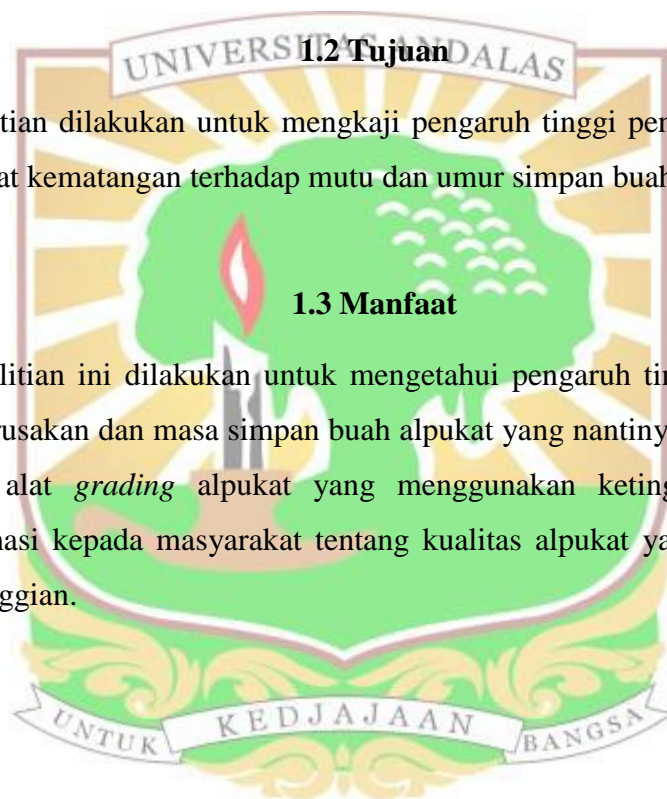 UNIVERSITAS ANDALAS
1.2 Tujuan
tian dilakukan untuk mengkaji pengaruh tinggi pen
at kematangan terhadap mutu dan umur simpan buah
1.3 Manfaat
litian ini dilakukan untuk mengetahui pengaruh tin
rusakan dan masa simpan buah alpukat yang nantiny
alat grading alpukat yang menggunakan keting
nasi kepada masyarakat tentang kualitas alpukat ya
nggian.
UNTUK KEDJAJAAN BANGSA